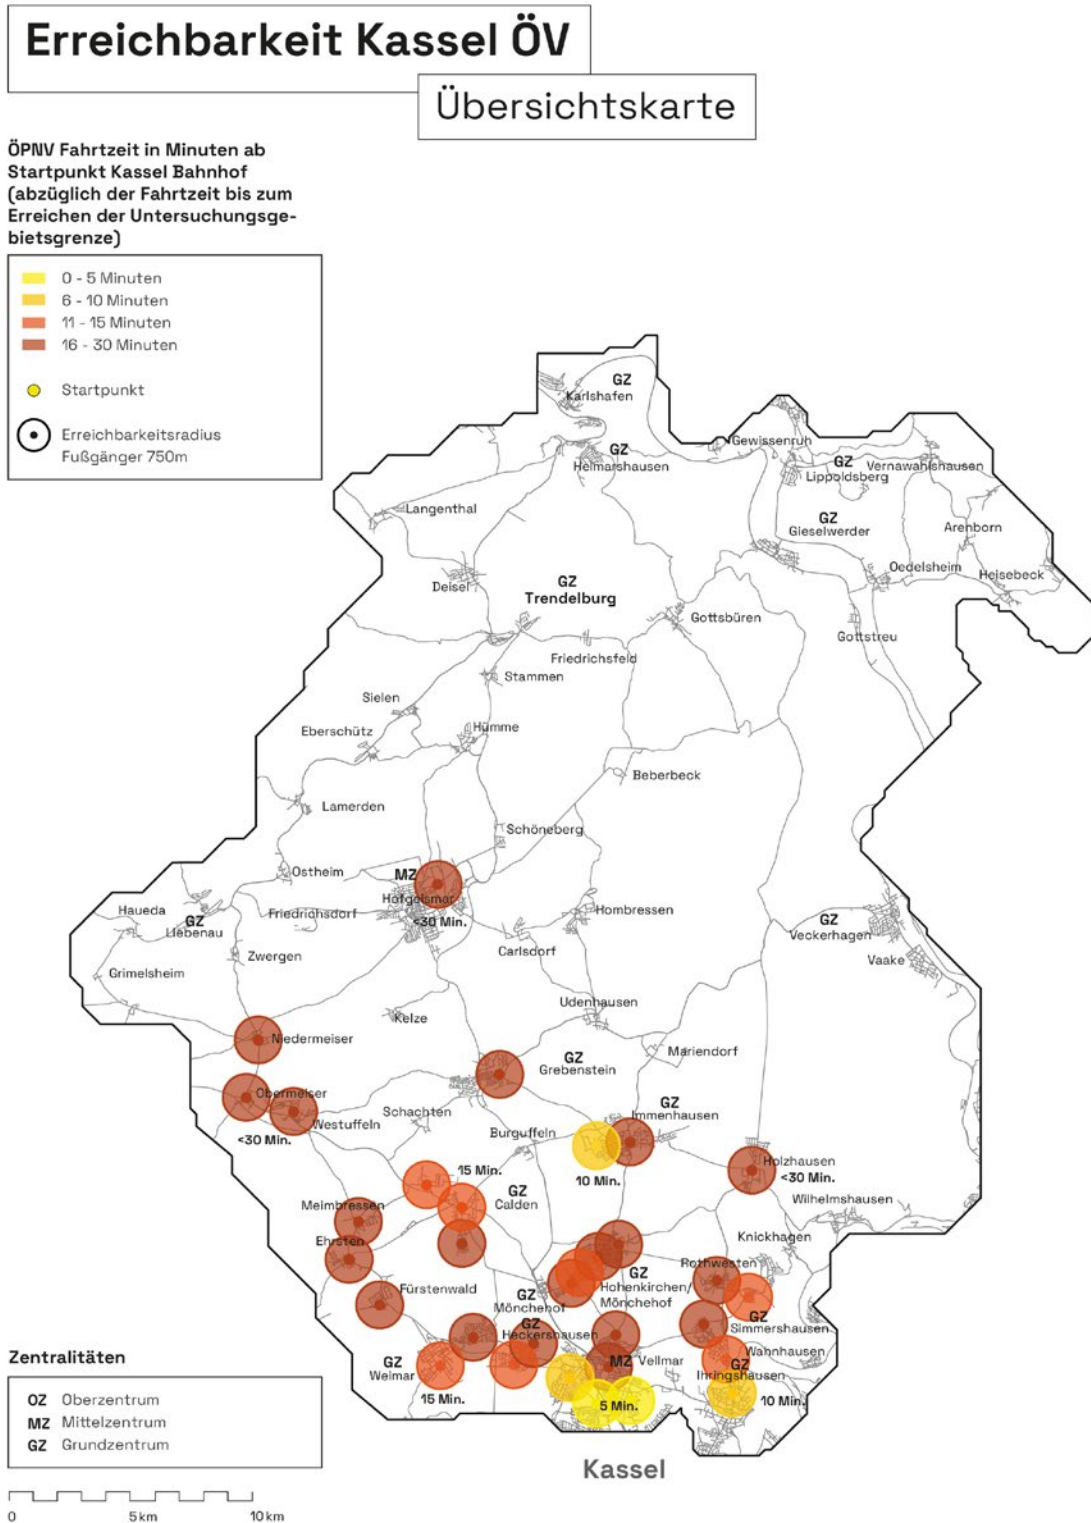 Erreichbarkeit Kassel ÖV
Übersichtskarte
ÖPNV Fahrtzeit in Minuten ab
Startpunkt Kassel Bahnhof
(abzüglich der Fahrtzeit bis zum
Erreichen der Untersuchungsge-
bietsgrenze)
0 - 5 Minuten
6 - 10 Minuten
11 - 15 Minuten
16 - 30 Minuten
Startpunkt
Erreichbarkeitsradius
Fußgänger 750m
GZ
Karlshafen
GZ
Helmarshausen
Gewissenruh
GZ
Lippoldsberg
Vernawahlshausen
Langenthal
GZ
Gieselwerder
Arenborn
Oedelsheim
Heisebeck
Deisel
GZ
Trendelburg
Gottsbüren
Gottstreu
Friedrichsfeld
Stammen
Sielen
Eberschütz
Hümme
Beberbeck
Lamerden
Schöneberg
Ostheim
MZ
Hofgeismar
<30 Min.
Haueda
GZ
Liebenau
Friedrichsdorf
Hombressen
GZ
Veckerhagen
Zwergen
Carlsdorf
Vaake
Grimelsheim
Udenhausen
Kelze
Niedermeiser
Mariendorf
GZ
Grebenstein
Obermeiser
Westuffeln
<30 Min.
Schachten
GZ
Immenhausen
Burguffeln
10 Min.
Holzhausen
<30 Min.
15 Min.
GZ
Calden
Wilhelmshausen
Meimbressen
Knickhagen
Ehrsten
Rothwesten
GZ
Hohenkirchen/
Mönchehof
Fürstenwald
GZ
Mönchehof
GZ
Heckershausen
GZ
Simmershausen
Wahnhausen
GZ
Weimar
15 Min.
MZ
Vellmar
GZ
Ihringshausen
10 Min.
5 Min.
Kassel
Zentralitäten
OZ Oberzentrum
MZ Mittelzentrum
GZ Grundzentrum
0 5 km 10 km